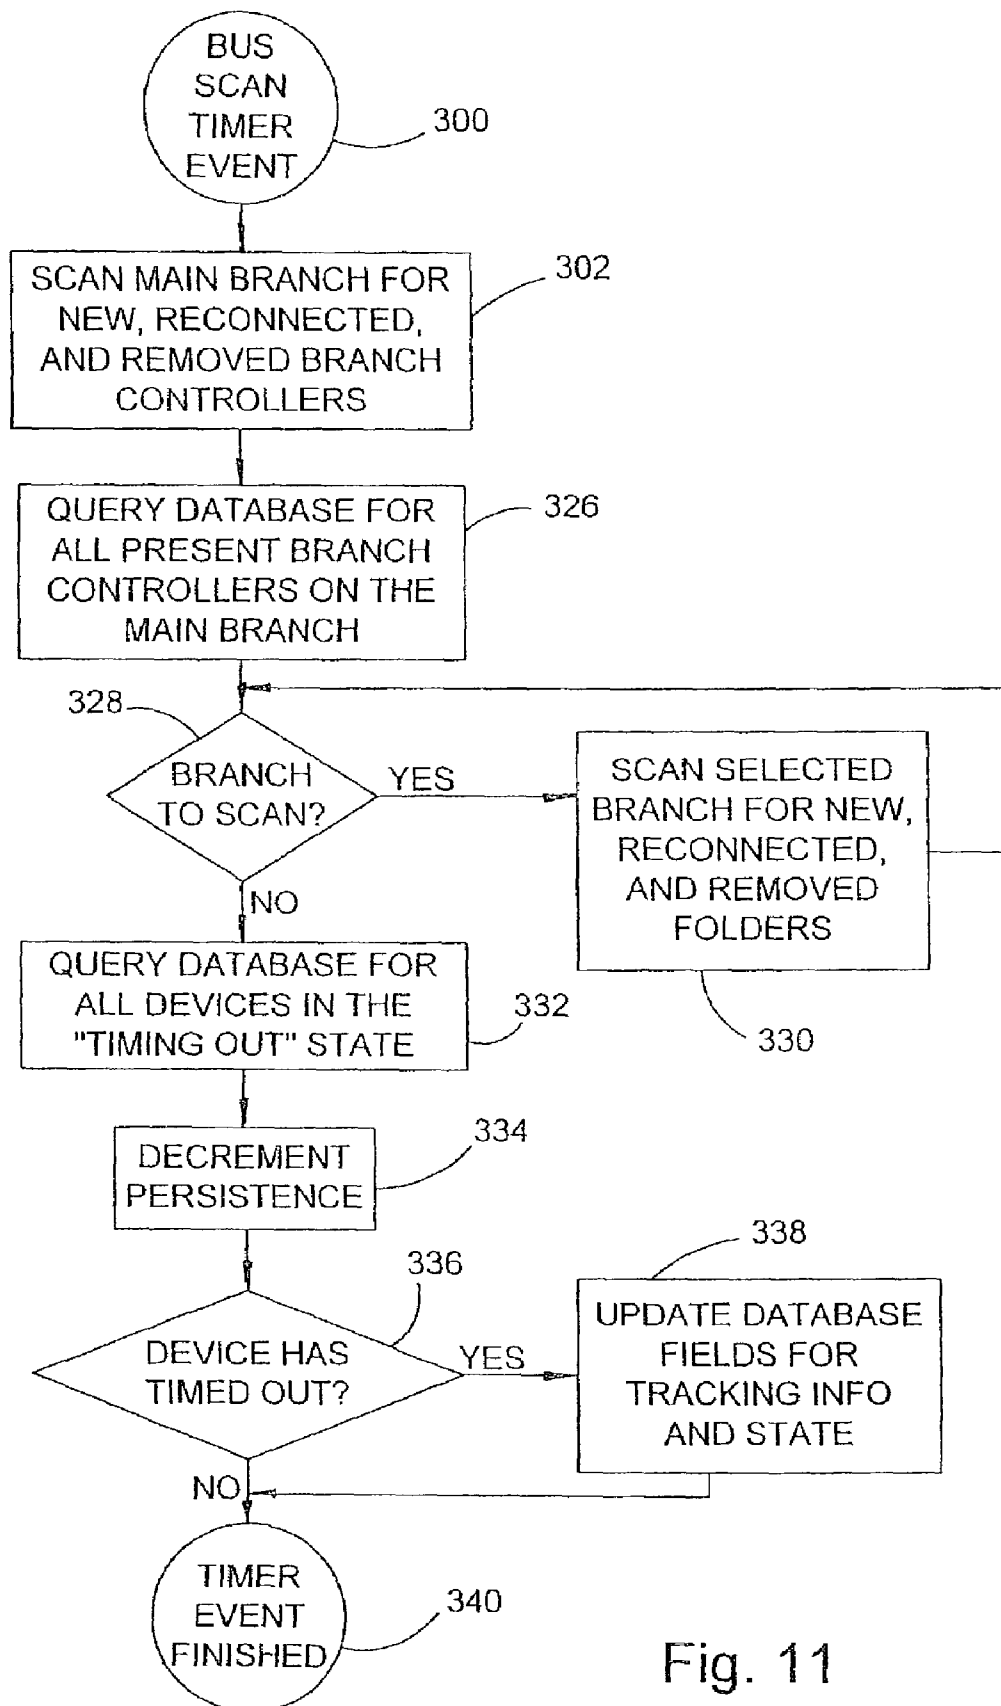 BUS
SCAN
TIMER
EVENT
300
SCAN MAIN BRANCH FOR
NEW, RECONNECTED,
AND REMOVED BRANCH
CONTROLLERS
302
QUERY DATABASE FOR
ALL PRESENT BRANCH
CONTROLLERS ON THE
MAIN BRANCH
326
328
BRANCH
TO SCAN?
YES
SCAN SELECTED
BRANCH FOR NEW,
RECONNECTED,
AND REMOVED
FOLDERS
330
NO
QUERY DATABASE FOR
ALL DEVICES IN THE
"TIMING OUT" STATE
332
DECREMENT
PERSISTENCE
334
336
DEVICE HAS
TIMED OUT?
YES
338
UPDATE DATABASE
FIELDS FOR
TRACKING INFO
AND STATE
NO
TIMER
EVENT
FINISHED
340
Fig. 11